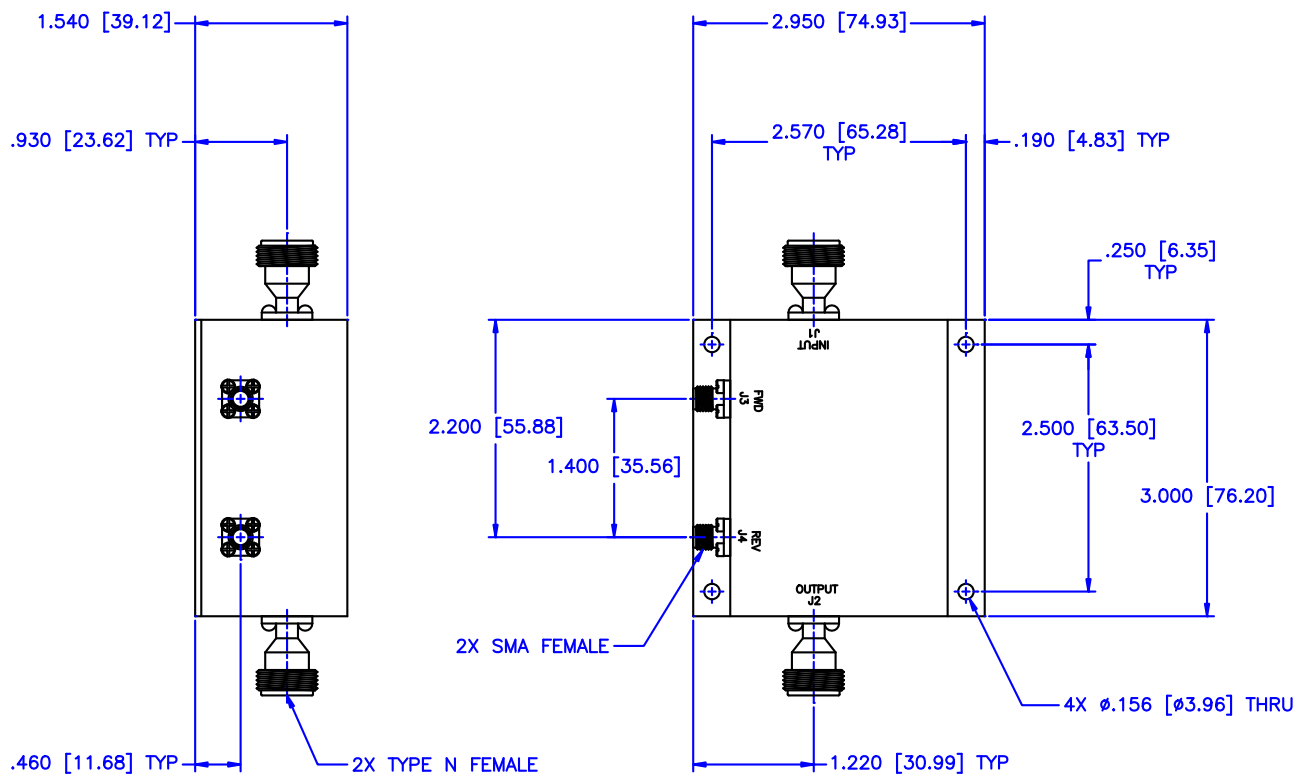 1.540 [39.12]
2.950 [74.93]
.930 [23.62] TYP
2.570 [65.28]
TYP
.190 [4.83] TYP
.250 [6.35]
TYP
INPUT
J1
FWD
J3
2.200 [55.88]
1.400 [35.56]
2.500 [63.50]
TYP
3.000 [76.20]
REV
J4
OUTPUT
J2
2X SMA FEMALE
4X ø.156 [ø3.96] THRU
.460 [11.68] TYP
2X TYPE N FEMALE
1.220 [30.99] TYP